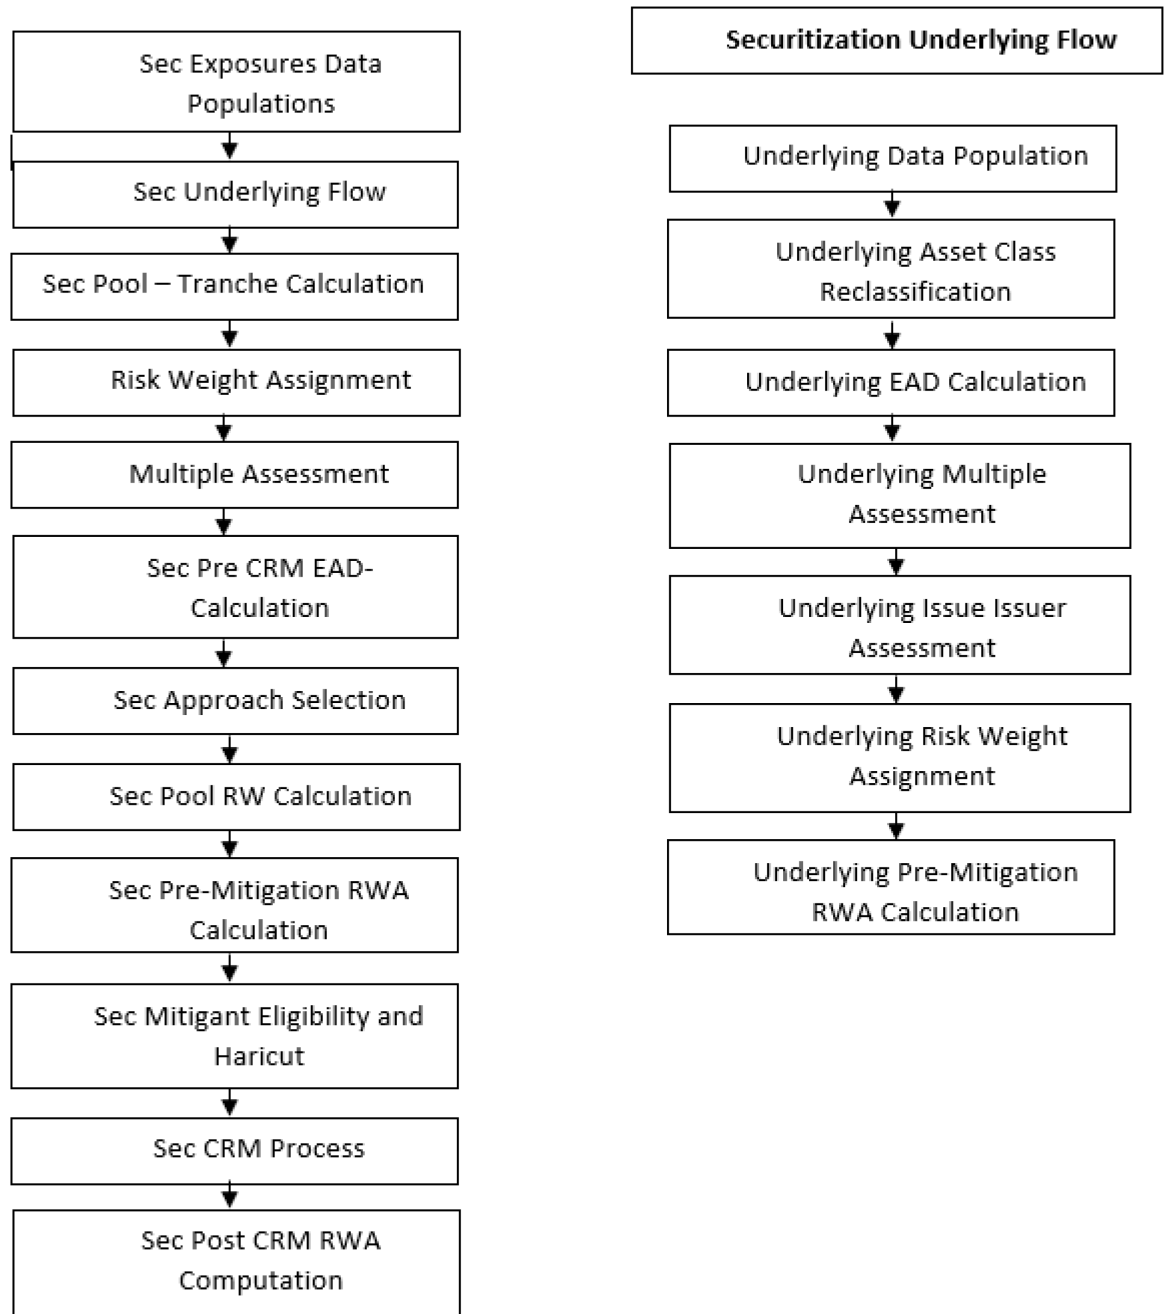 Sec Exposures Data
Populations
Sec Underlying Flow
Sec Pool – Tranche Calculation
Risk Weight Assignment
Multiple Assessment
Sec Pre CRM EAD-
Calculation
Sec Approach Selection
Sec Pool RW Calculation
Sec Pre-Mitigation RWA
Calculation
Sec Mitigant Eligibility and
Haricut
Sec CRM Process
Sec Post CRM RWA
Computation
Securitization Underlying Flow
Underlying Data Population
Underlying Asset Class
Reclassification
Underlying EAD Calculation
Underlying Multiple
Assessment
Underlying Issue Issuer
Assessment
Underlying Risk Weight
Assignment
Underlying Pre-Mitigation
RWA Calculation